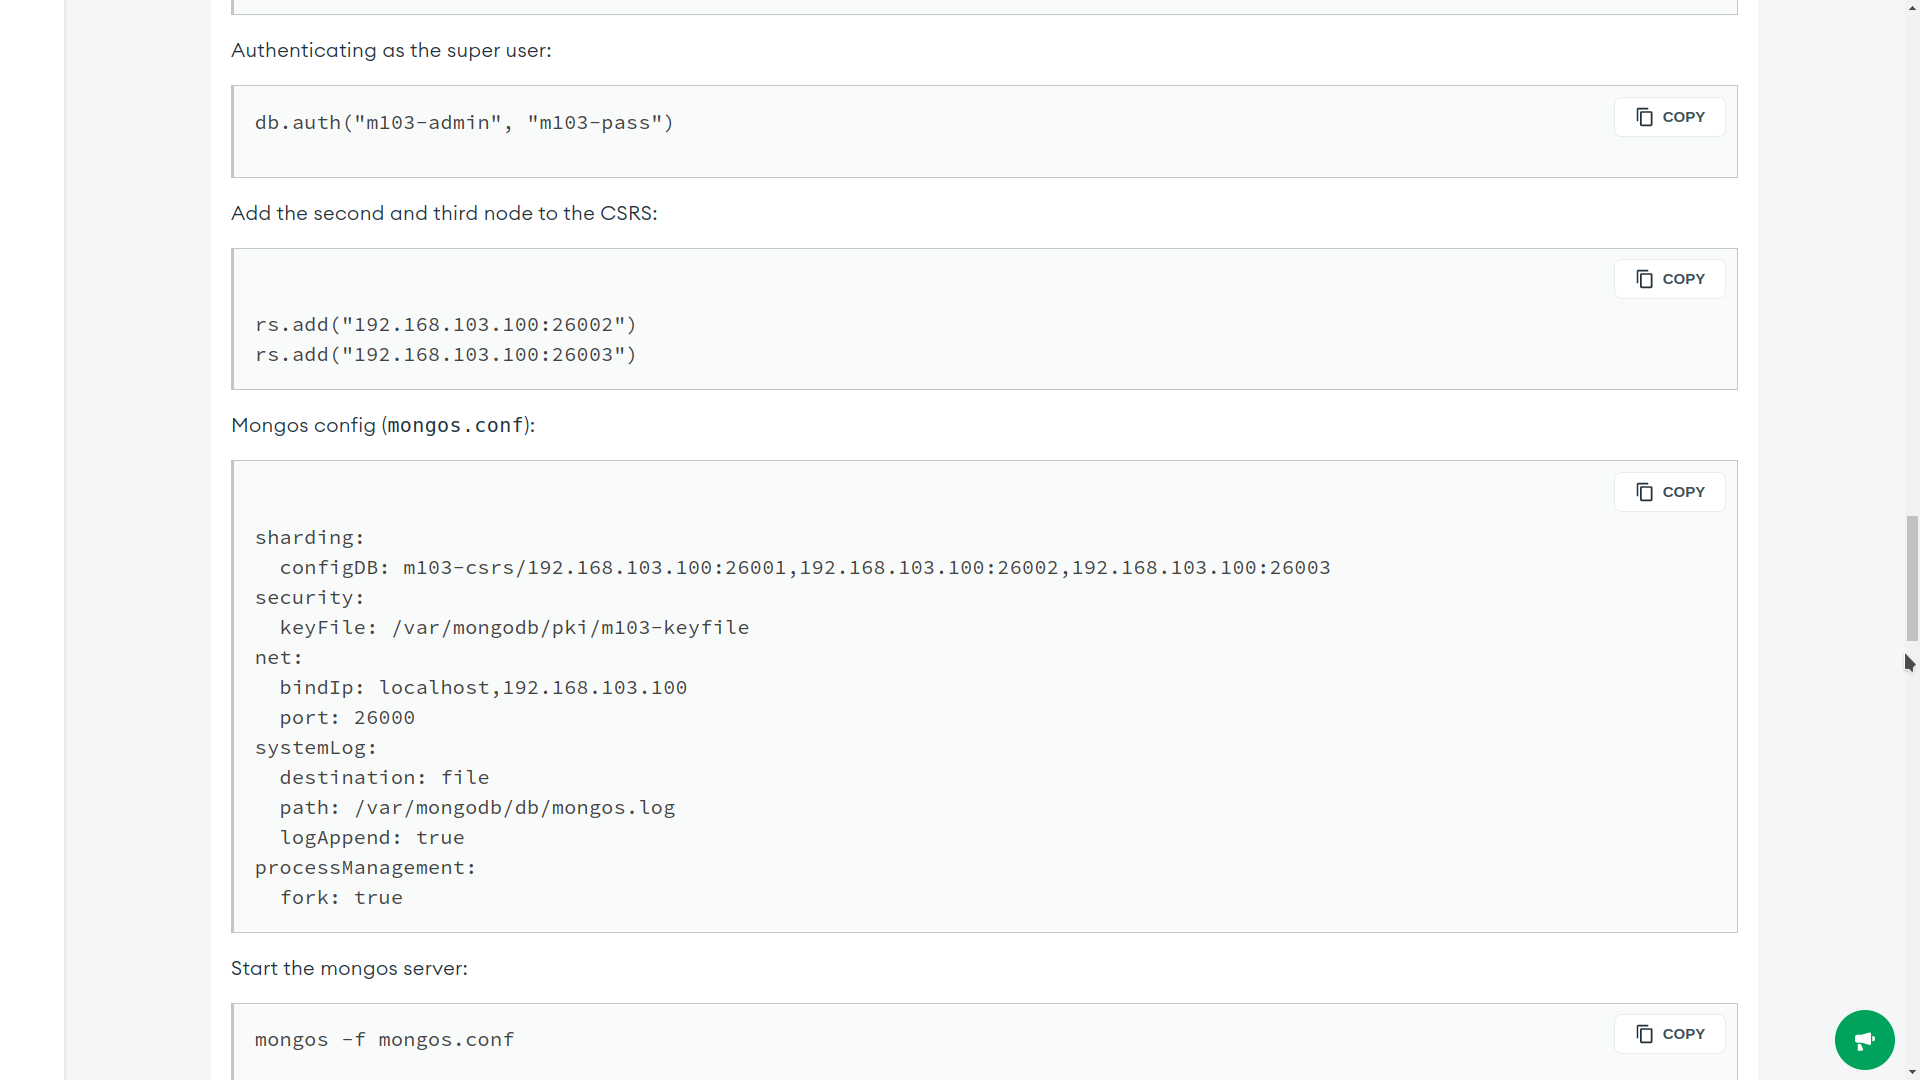 Authenticating as the super user:
db.auth("m103-admin", "m103-pass")
COPY
Add the second and third node to the CSRS:
COPY
rs.add("192.168.103.100:26002")
rs.add("192.168.103.100:26003")
Mongos config (mongos.conf):
COPY
sharding:
  configDB: m103-csrs/192.168.103.100:26001,192.168.103.100:26002,192.168.103.100:26003
security:
  keyFile: /var/mongodb/pki/m103-keyfile
net:
  bindIp: localhost,192.168.103.100
  port: 26000
systemLog:
  destination: file
  path: /var/mongodb/db/mongos.log
  logAppend: true
processManagement:
  fork: true
Start the mongos server:
COPY
mongos -f mongos.conf